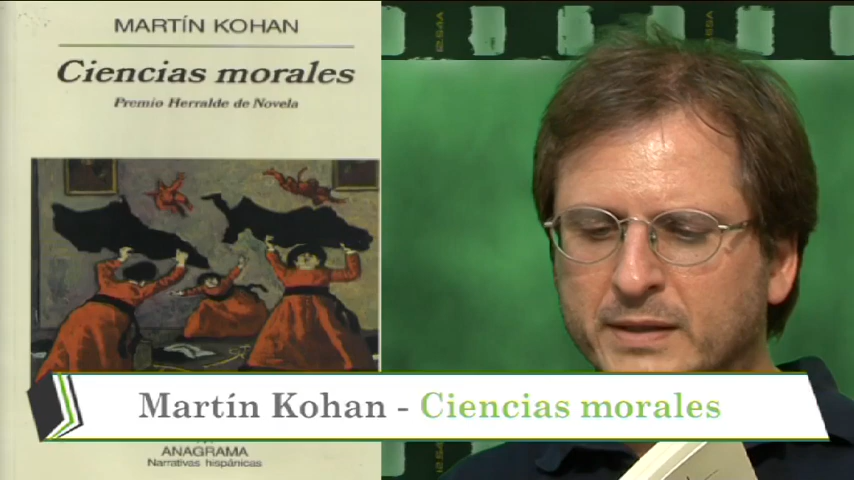 MARTÍN KOHAN
Ciencias morales
Premio Herralde de Novela
ANAGRAMA
Narrativas hispánicas
Martín Kohan - Ciencias morales